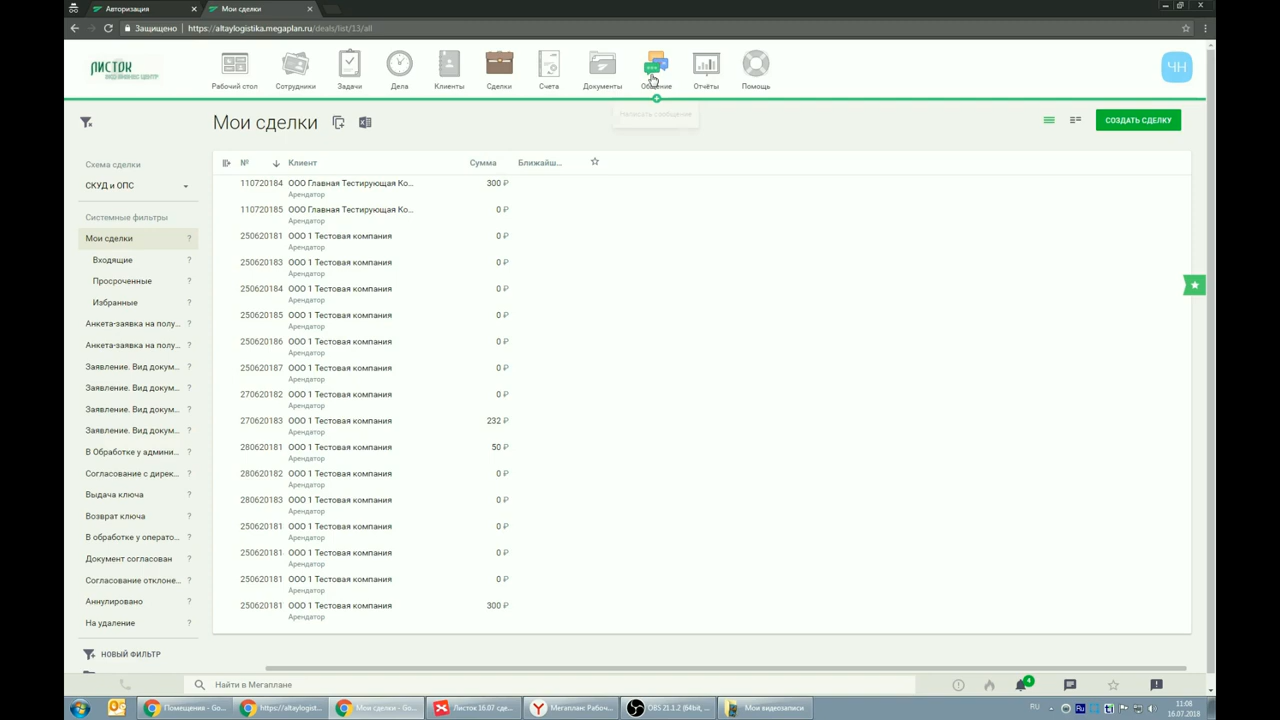 Авторизация
Мои сделки
Защищено
https://altaylogistika.megaplan.ru/deals/list/13/all
ЛИСТОК
БИЗНЕС ЦЕНТР
Рабочий стол
Сотрудники
Задачи
Дела
Клиенты
Сделки
Счета
Документы
Общение
Отчёты
Помощь
ЧН
Написать сообщение
Мои сделки
СОЗДАТЬ СДЕЛКУ
Схема сделки
СКУД и ОПС
Системные фильтры
Мои сделки ?
Входящие ?
Просроченные ?
Избранные ?
Анкета-заявка на полу... ?
Анкета-заявка на полу... ?
Заявление. Вид докум... ?
Заявление. Вид докум... ?
Заявление. Вид докум... ?
Заявление. Вид докум... ?
В Обработке у админи... ?
Согласование с дирек... ?
Выдача ключа ?
Возврат ключа ?
В обработке у операто... ?
Документ согласован ?
Согласование отклоне... ?
Аннулировано ?
На удаление ?
НОВЫЙ ФИЛЬТР
№ Клиент Сумма Ближайш...
110720184 ООО Главная Тестирующая Ко... 300 ₽
Арендатор
110720185 ООО Главная Тестирующая Ко... 0 ₽
Арендатор
250620181 ООО 1 Тестовая компания 0 ₽
Арендатор
250620183 ООО 1 Тестовая компания 0 ₽
Арендатор
250620184 ООО 1 Тестовая компания 0 ₽
Арендатор
250620185 ООО 1 Тестовая компания 0 ₽
Арендатор
250620186 ООО 1 Тестовая компания 0 ₽
Арендатор
250620187 ООО 1 Тестовая компания 0 ₽
Арендатор
270620182 ООО 1 Тестовая компания 0 ₽
Арендатор
270620183 ООО 1 Тестовая компания 232 ₽
Арендатор
280620181 ООО 1 Тестовая компания 50 ₽
Арендатор
280620182 ООО 1 Тестовая компания 0 ₽
Арендатор
280620183 ООО 1 Тестовая компания 0 ₽
Арендатор
250620181 ООО 1 Тестовая компания 0 ₽
Арендатор
250620181 ООО 1 Тестовая компания 0 ₽
Арендатор
250620181 ООО 1 Тестовая компания 0 ₽
Арендатор
250620181 ООО 1 Тестовая компания 300 ₽
Арендатор
Найти в Мегаплане
4
Помещения - Go...
https://altaylogist...
Мои сделки - Go...
Листок 16.07 сде...
Мегаплан Рабоч...
OBS 21.1.2 (64bit, ...
Мои видеозаписи
RU
Ru
11:08
16.07.2018